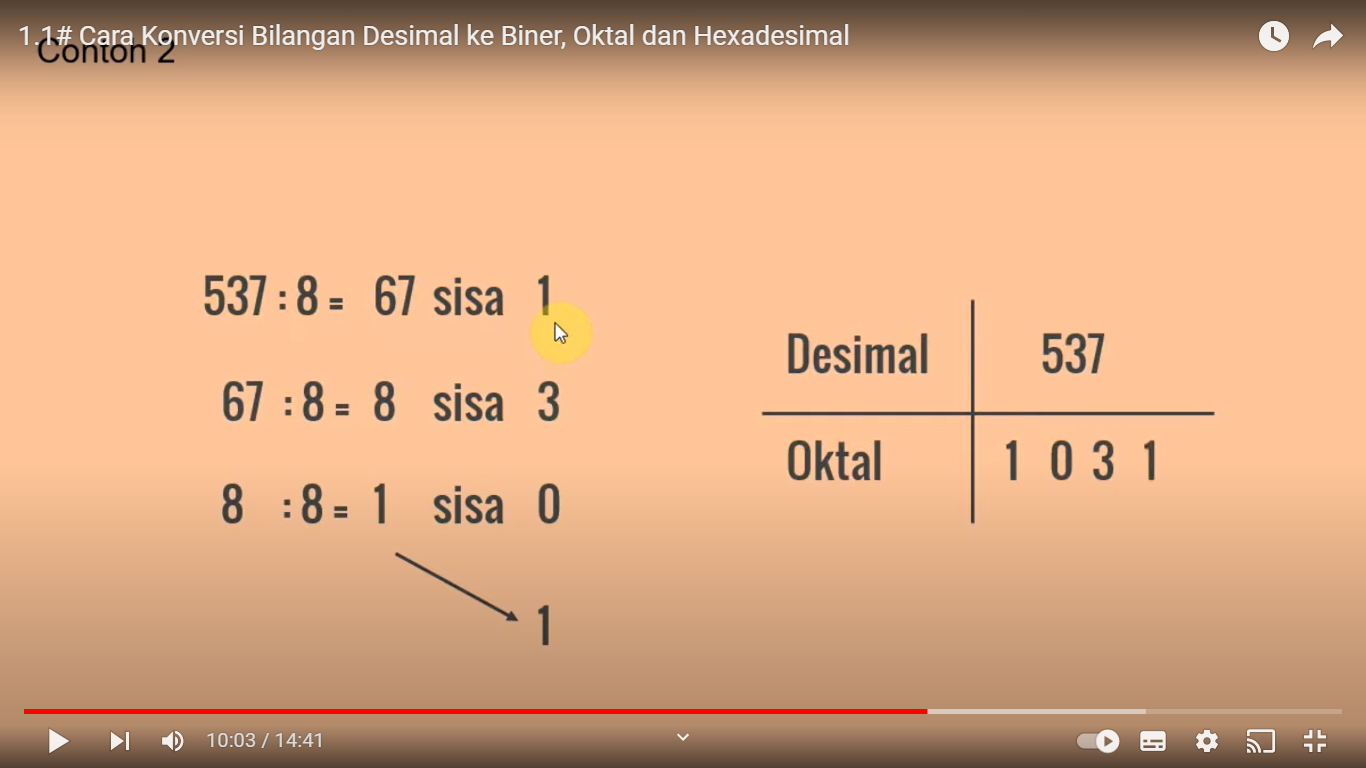 1.1# Cara Konversi Bilangan Desimal ke Biner, Oktal dan Hexadesimal
Conton 2
537 : 8 = 67 sisa 1
67 : 8 = 8 sisa 3
8 : 8 = 1 sisa 0
1
Desimal 537
Oktal 1 0 3 1
10:03 / 14:41